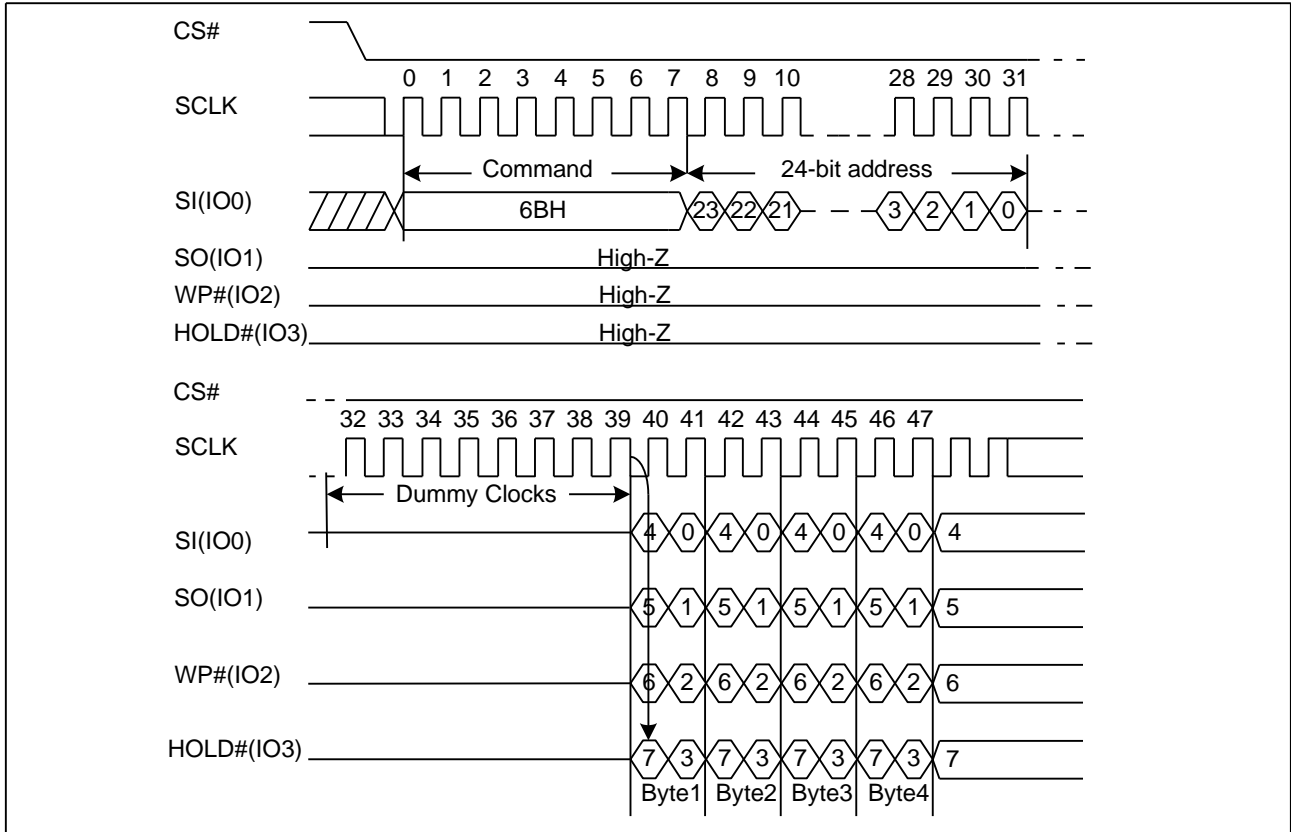 CS#
0 1 2 3 4 5 6 7 8 9 10 28 29 30 31
SCLK
Command 24-bit address
SI(IO0) 6BH 23 22 21 3 2 1 0
SO(IO1) High-Z
WP#(IO2) High-Z
HOLD#(IO3) High-Z
CS#
32 33 34 35 36 37 38 39 40 41 42 43 44 45 46 47
SCLK
Dummy Clocks
SI(IO0) 4 0 4 0 4 0 4 0 4
SO(IO1) 5 1 5 1 5 1 5 1 5
WP#(IO2) 6 2 6 2 6 2 6 2 6
HOLD#(IO3) 7 3 7 3 7 3 7 3 7
Byte1 Byte2 Byte3 Byte4